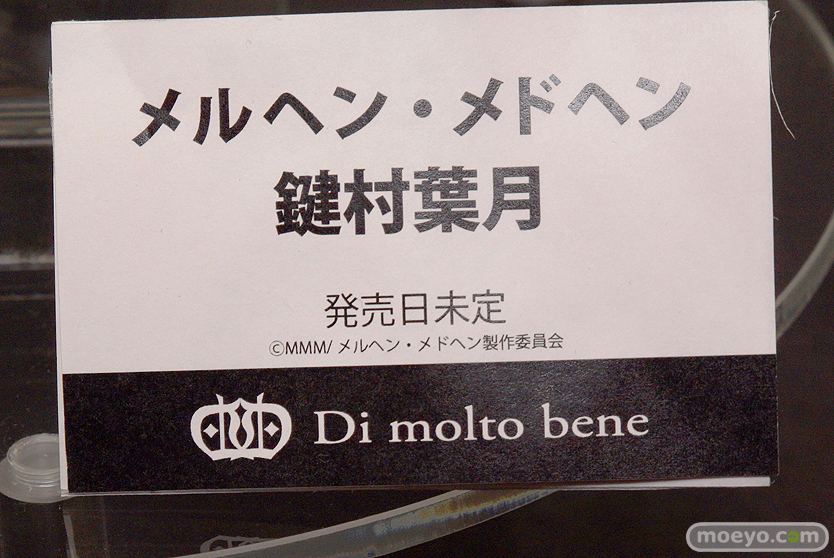 メルヘン・メドヘン
鍵村葉月
発売日未定
©MMM/ メルヘン・メドヘン製作委員会
Di molto bene
moeyo.com